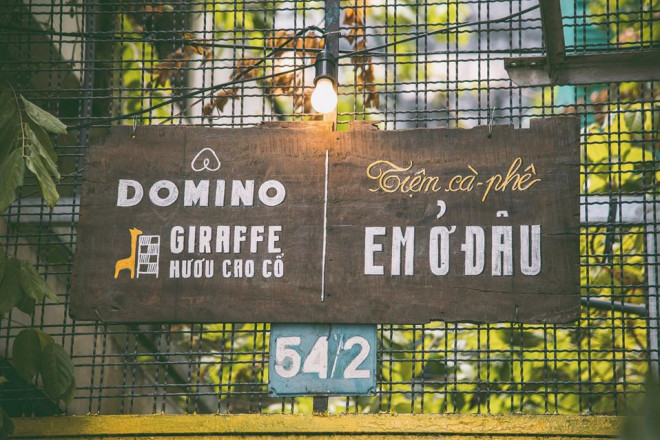 DOMINO
GIRAFFE
HƯƠU CAO CỔ
Tiệm cà-phê
EM Ở ĐÂU
54/2